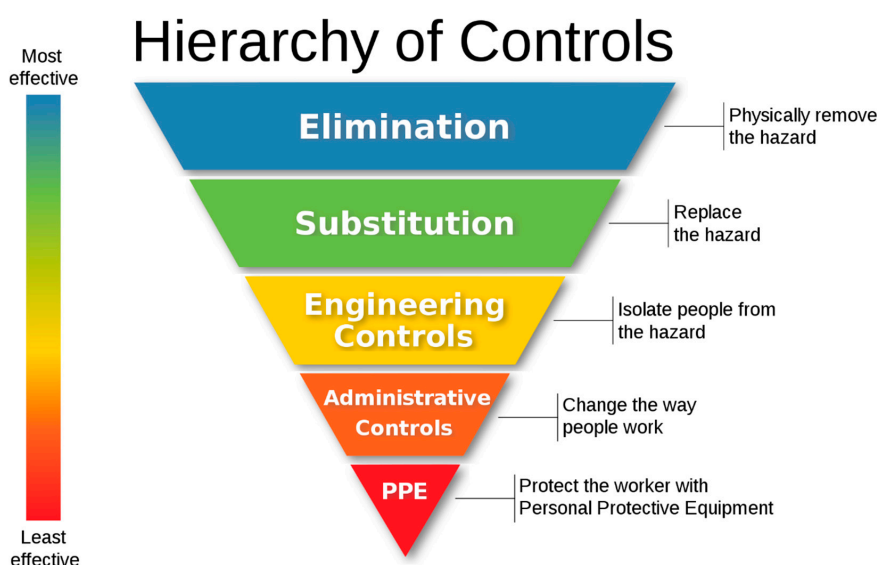 Hierarchy of Controls
Most
effective
Elimination
Physically remove
the hazard
Substitution
Replace
the hazard
Engineering
Controls
Isolate people from
the hazard
Administrative
Controls
Change the way
people work
PPE
Protect the worker with
Personal Protective Equipment
Least
effective